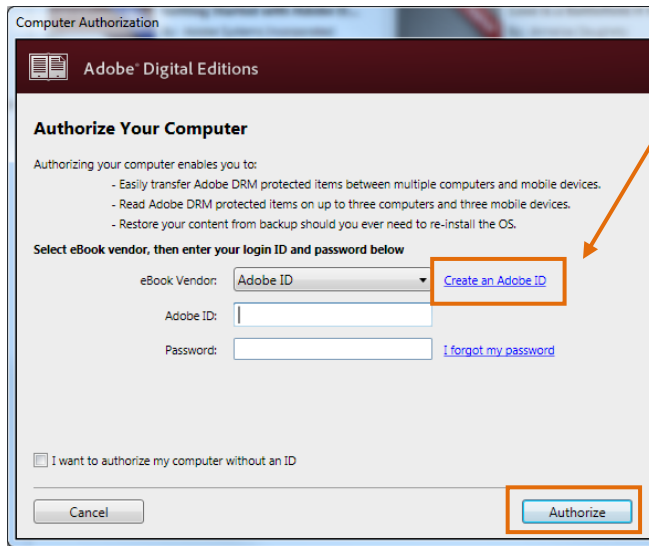 Computer Authorization
Adobe® Digital Editions
Authorize Your Computer
Authorizing your computer enables you to:
- Easily transfer Adobe DRM protected items between multiple computers and mobile devices.
- Read Adobe DRM protected items on up to three computers and three mobile devices.
- Restore your content from backup should you ever need to re-install the OS.
Select eBook vendor, then enter your login ID and password below
eBook Vendor: Adobe ID Create an Adobe ID
Adobe ID:
Password: I forgot my password
I want to authorize my computer without an ID
Cancel Authorize